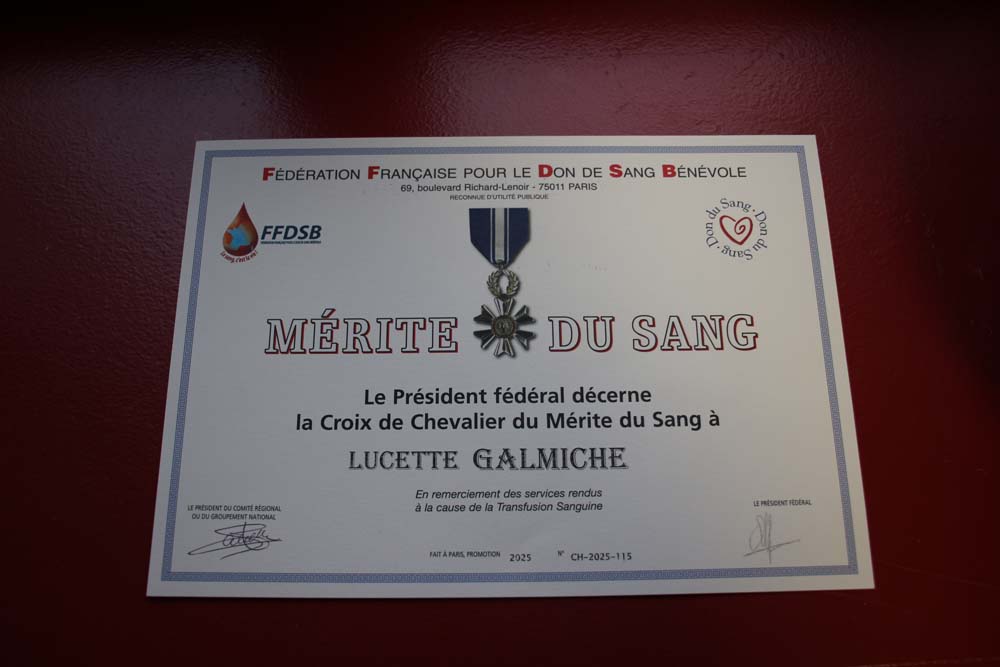 FÉDÉRATION FRANÇAISE POUR LE DON DE SANG BÉNÉVOLE
69, boulevard Richard-Lenoir - 75011 PARIS
RECONNUE D'UTILITÉ PUBLIQUE
FFDSB
Don du Sang · Don du Sang ·
MÉRITE DU SANG
Le Président fédéral décerne
la Croix de Chevalier du Mérite du Sang à
LUCETTE GALMICHE
En remerciement des services rendus
à la cause de la Transfusion Sanguine
LE PRÉSIDENT DU COMITÉ RÉGIONAL
OU DU GROUPEMENT NATIONAL
LE PRÉSIDENT FÉDÉRAL
FAIT À PARIS, PROMOTION 2025 N° CH-2025-115